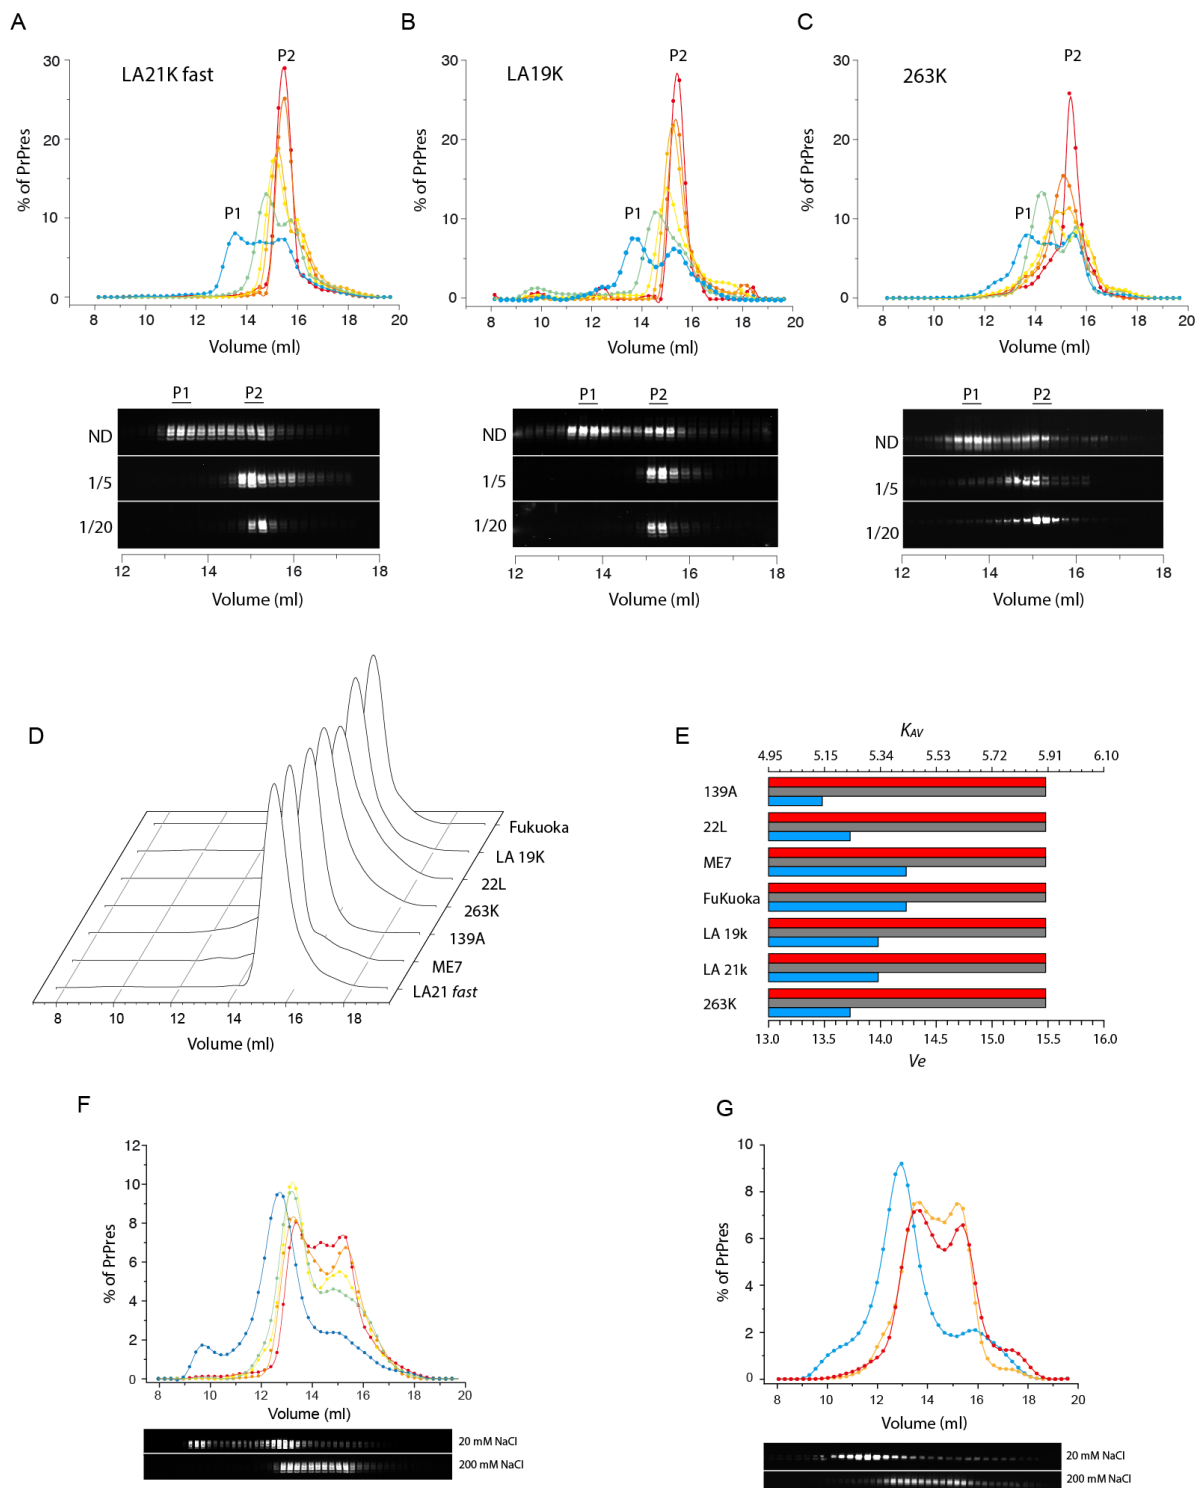 A
B
C
LA21K fast
P2
P1
30
20
10
0
% of PrPres
8 10 12 14 16 18 20
Volume (ml)
LA19K
P2
P1
30
20
10
0
% of PrPres
8 10 12 14 16 18 20
Volume (ml)
263K
P2
P1
30
20
10
0
% of PrPres
8 10 12 14 16 18 20
Volume (ml)
P1 P2
ND
1/5
1/20
12 14 16 18
Volume (ml)
P1 P2
ND
1/5
1/20
12 14 16 18
Volume (ml)
P1 P2
ND
1/5
1/20
12 14 16 18
Volume (ml)
D
Fukuoka
LA 19K
22L
263K
139A
ME7
LA21 fast
8 10 12 14 16 18
Volume (ml)
E
KAV
4.95 5.15 5.34 5.53 5.72 5.91 6.10
139A
22L
ME7
FuKuoka
LA 19k
LA 21k
263K
13.0 13.5 14.0 14.5 15.0 15.5 16.0
Ve
F
12
10
8
6
4
2
0
% of PrPres
8 10 12 14 16 18 20
Volume (ml)
20 mM NaCl
200 mM NaCl
G
10
8
6
4
2
0
% of PrPres
8 10 12 14 16 18 20
Volume (ml)
20 mM NaCl
200 mM NaCl